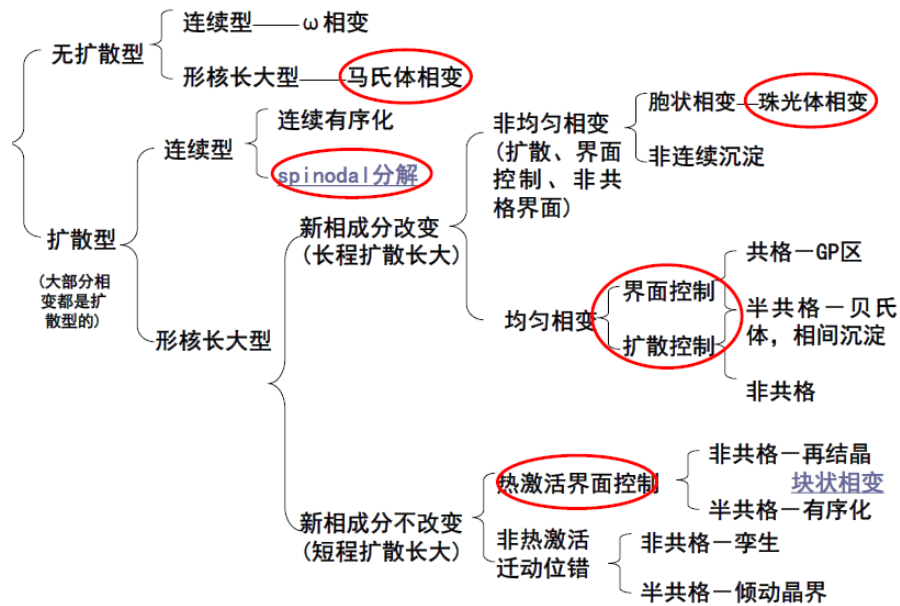 连续型——ω相变
无扩散型
形核长大型——马氏体相变
连续有序化
连续型
spinodal分解
扩散型
(大部分相
变都是扩
散型的)
形核长大型
新相成分改变
(长程扩散长大)
非均匀相变
(扩散、界面
控制、非共
格界面)
胞状相变—珠光体相变
非连续沉淀
均匀相变
界面控制
扩散控制
共格—GP区
半共格—贝氏
体，相间沉淀
非共格
新相成分不改变
(短程扩散长大)
热激活界面控制
非共格—再结晶
块状相变
半共格—有序化
非热激活
迁动位错
非共格—孪生
半共格—倾动晶界